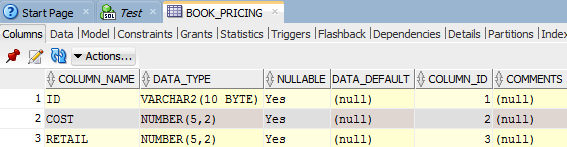 Start Page Test BOOK_PRICING
Columns Data Model Constraints Grants Statistics Triggers Flashback Dependencies Details Partitions Index
Actions...
COLUMN_NAME DATA_TYPE NULLABLE DATA_DEFAULT COLUMN_ID COMMENTS
1 ID VARCHAR2(10 BYTE) Yes (null) 1 (null)
2 COST NUMBER(5,2) Yes (null) 2 (null)
3 RETAIL NUMBER(5,2) Yes (null) 3 (null)